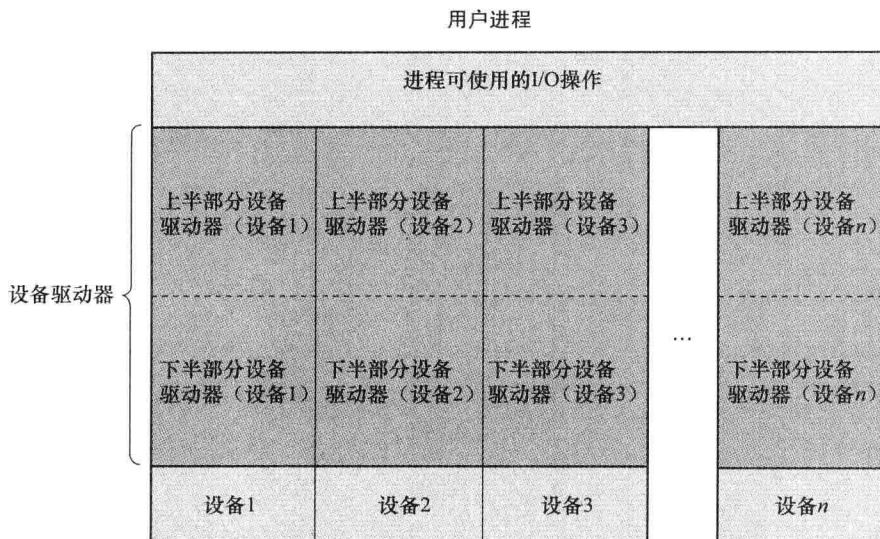 用户进程
进程可使用的I/O操作
上半部分设备
驱动器（设备1）
上半部分设备
驱动器（设备2）
上半部分设备
驱动器（设备3）
上半部分设备
驱动器（设备n）
设备驱动器
…
下半部分设备
驱动器（设备1）
下半部分设备
驱动器（设备2）
下半部分设备
驱动器（设备3）
下半部分设备
驱动器（设备n）
设备1
设备2
设备3
设备n